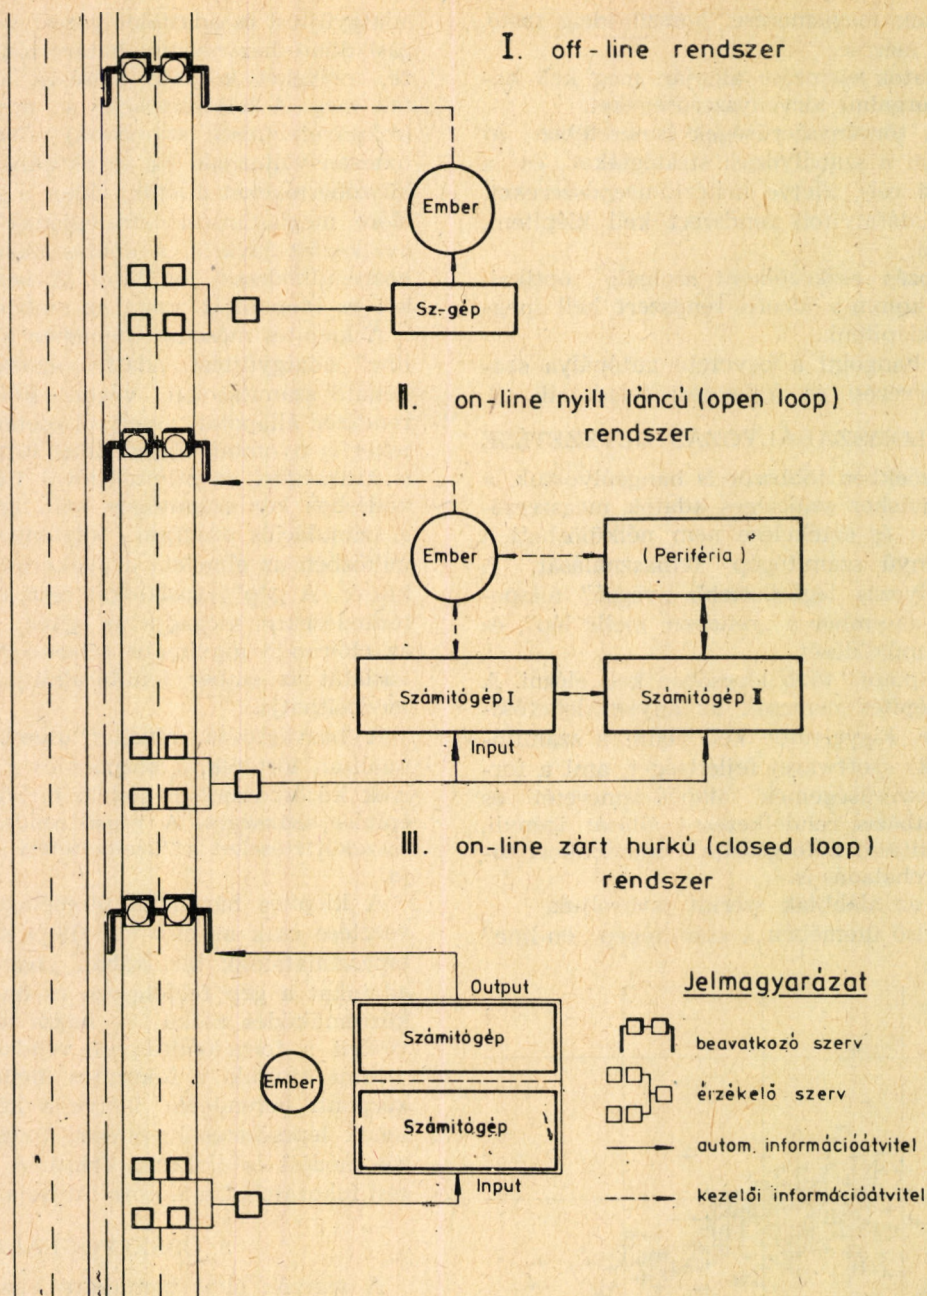 I. off-line rendszer
Ember
Sz-gép
II. on-line nyilt láncú (open loop)
rendszer
Ember
(Periféria)
Számitógép I
Számitógép II
Input
III. on-line zárt hurkú (closed loop)
rendszer
Output
Számitógép
Ember
Számitógép
Input
Jelmagyarázat
beavatkozó szerv
érzékelő szerv
autom. információátvitel
kezelői információátvitel